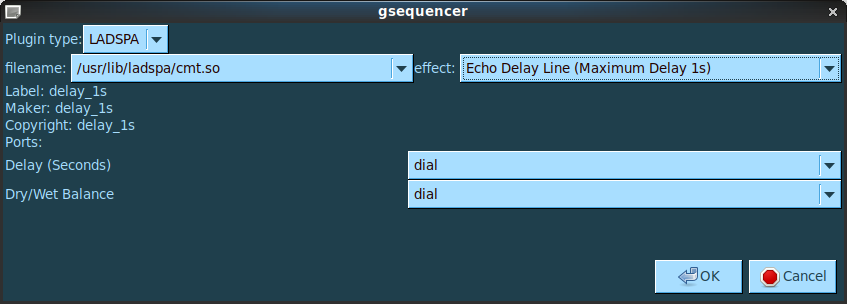 gsequencer
Plugin type: LADSPA
filename: /usr/lib/ladspa/cmt.so effect: Echo Delay Line (Maximum Delay 1s)
Label: delay_1s
Maker: delay_1s
Copyright: delay_1s
Ports:
Delay (Seconds) dial
Dry/Wet Balance dial
OK Cancel